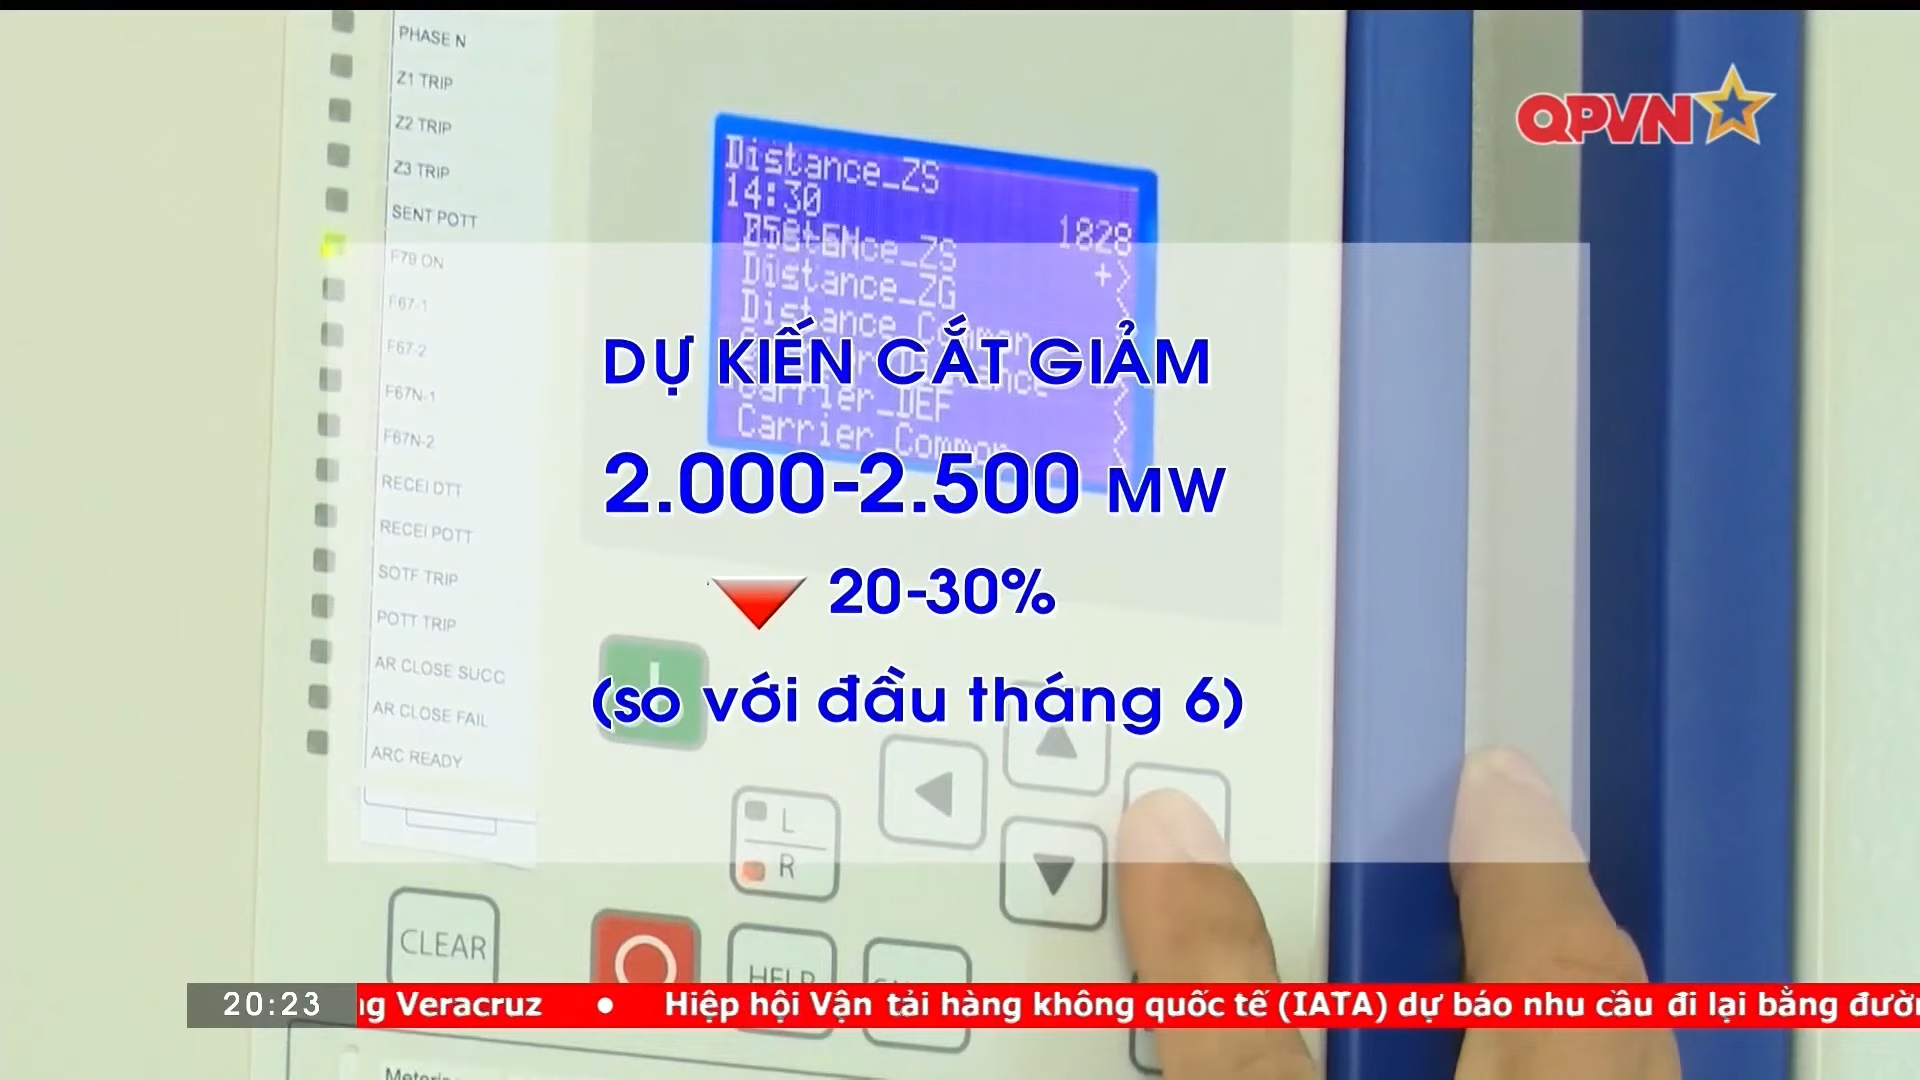 PHASE N
Z1 TRIP
Z2 TRIP
Z3 TRIP
SENT POTT
F79 ON
F67-1
F67-2
F67N-1
F67N-2
RECEI DTT
RECEI POTT
SOTF TRIP
POTT TRIP
AR CLOSE SUCC
AR CLOSE FAIL
ARC READY
QPVN
Distance_ZS
14:30
1828
Distance_ZG
Carrier_DEF
Carrier_Common
DỰ KIẾN CẮT GIẢM
2.000-2.500 MW
20-30%
(so với đầu tháng 6)
L
R
CLEAR
HELP
20:23
ng Veracruz • Hiệp hội Vận tải hàng không quốc tế (IATA) dự báo nhu cầu đi lại bằng đườn